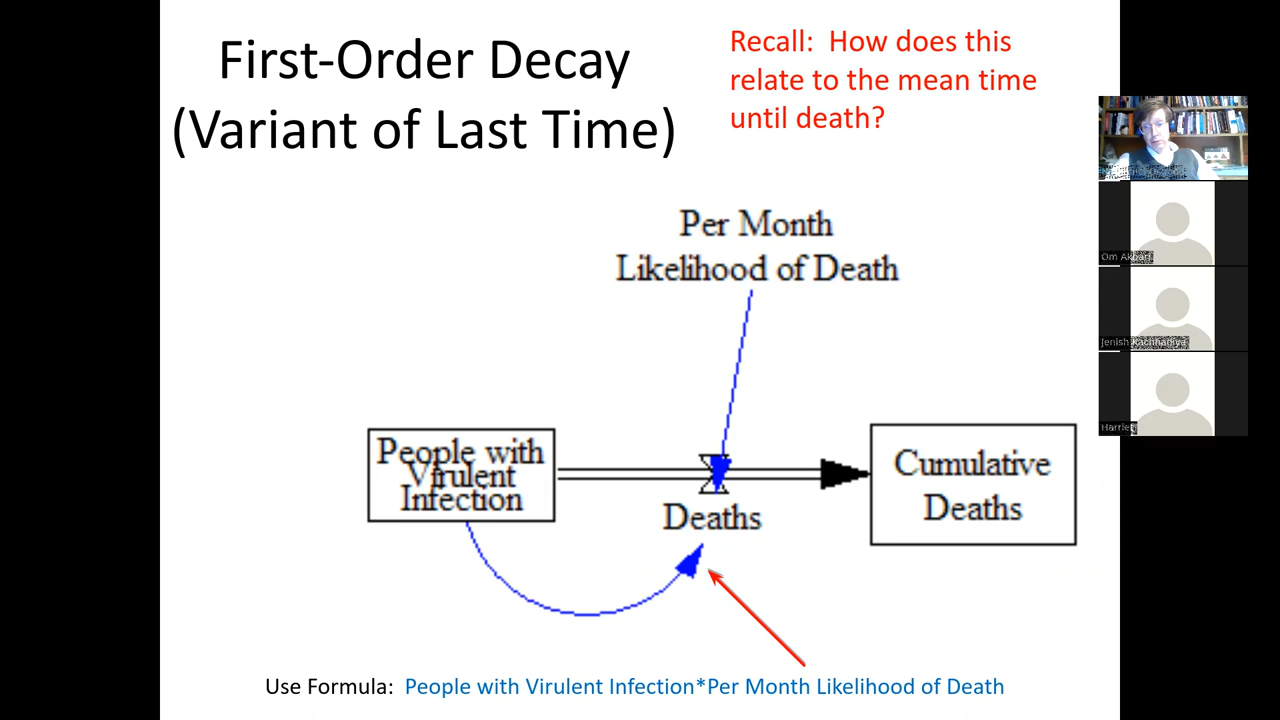 First-Order Decay
(Variant of Last Time)
Recall: How does this
relate to the mean time
until death?
Per Month
Likelihood of Death
People with
Virulent
Infection
Deaths
Cumulative
Deaths
Use Formula: People with Virulent Infection*Per Month Likelihood of Death
Om Akbari
Jenish Kachhadiya